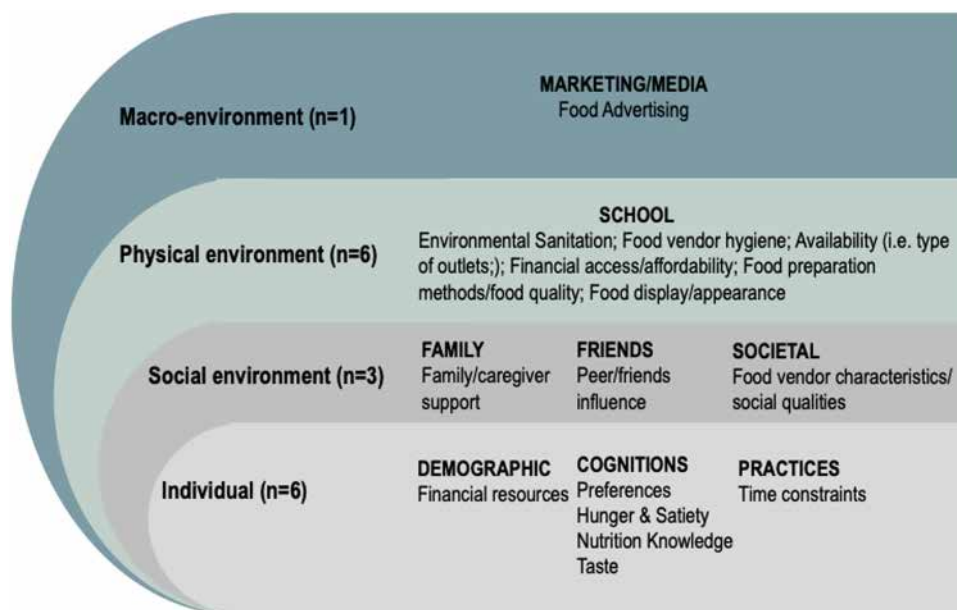 MARKETING/MEDIA
Macro-environment (n=1)
Food Advertising
SCHOOL
Physical environment (n=6)
Environmental Sanitation; Food vendor hygiene; Availability (i.e. type
of outlets;); Financial access/affordability; Food preparation
methods/food quality; Food display/appearance
Social environment (n=3)
FAMILY
Family/caregiver
support
FRIENDS
Peer/friends
influence
SOCIETAL
Food vendor characteristics/
social qualities
Individual (n=6)
DEMOGRAPHIC
Financial resources
COGNITIONS
Preferences
Hunger & Satiety
Nutrition Knowledge
Taste
PRACTICES
Time constraints